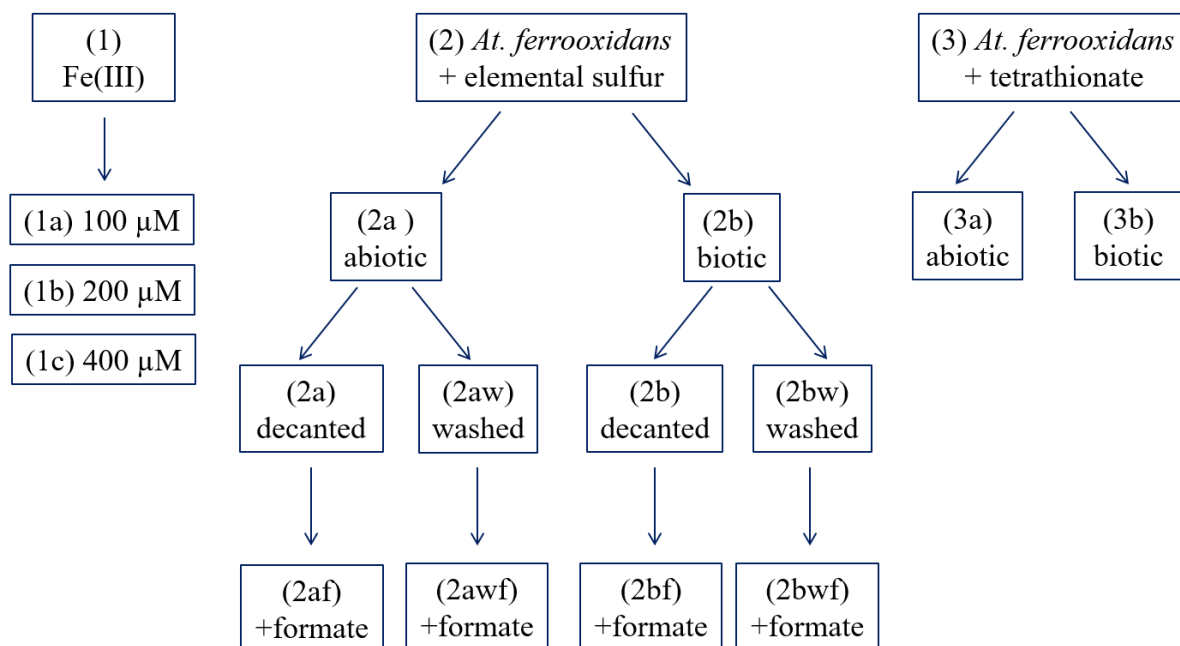 (1)
Fe(III)
(1a) 100 µM
(1b) 200 µM
(1c) 400 µM
(2) At. ferrooxidans
+ elemental sulfur
(2a )
abiotic
(2b)
biotic
(2a)
decanted
(2aw)
washed
(2b)
decanted
(2bw)
washed
(2af)
+formate
(2awf)
+formate
(2bf)
+formate
(2bwf)
+formate
(3) At. ferrooxidans
+ tetrathionate
(3a)
abiotic
(3b)
biotic